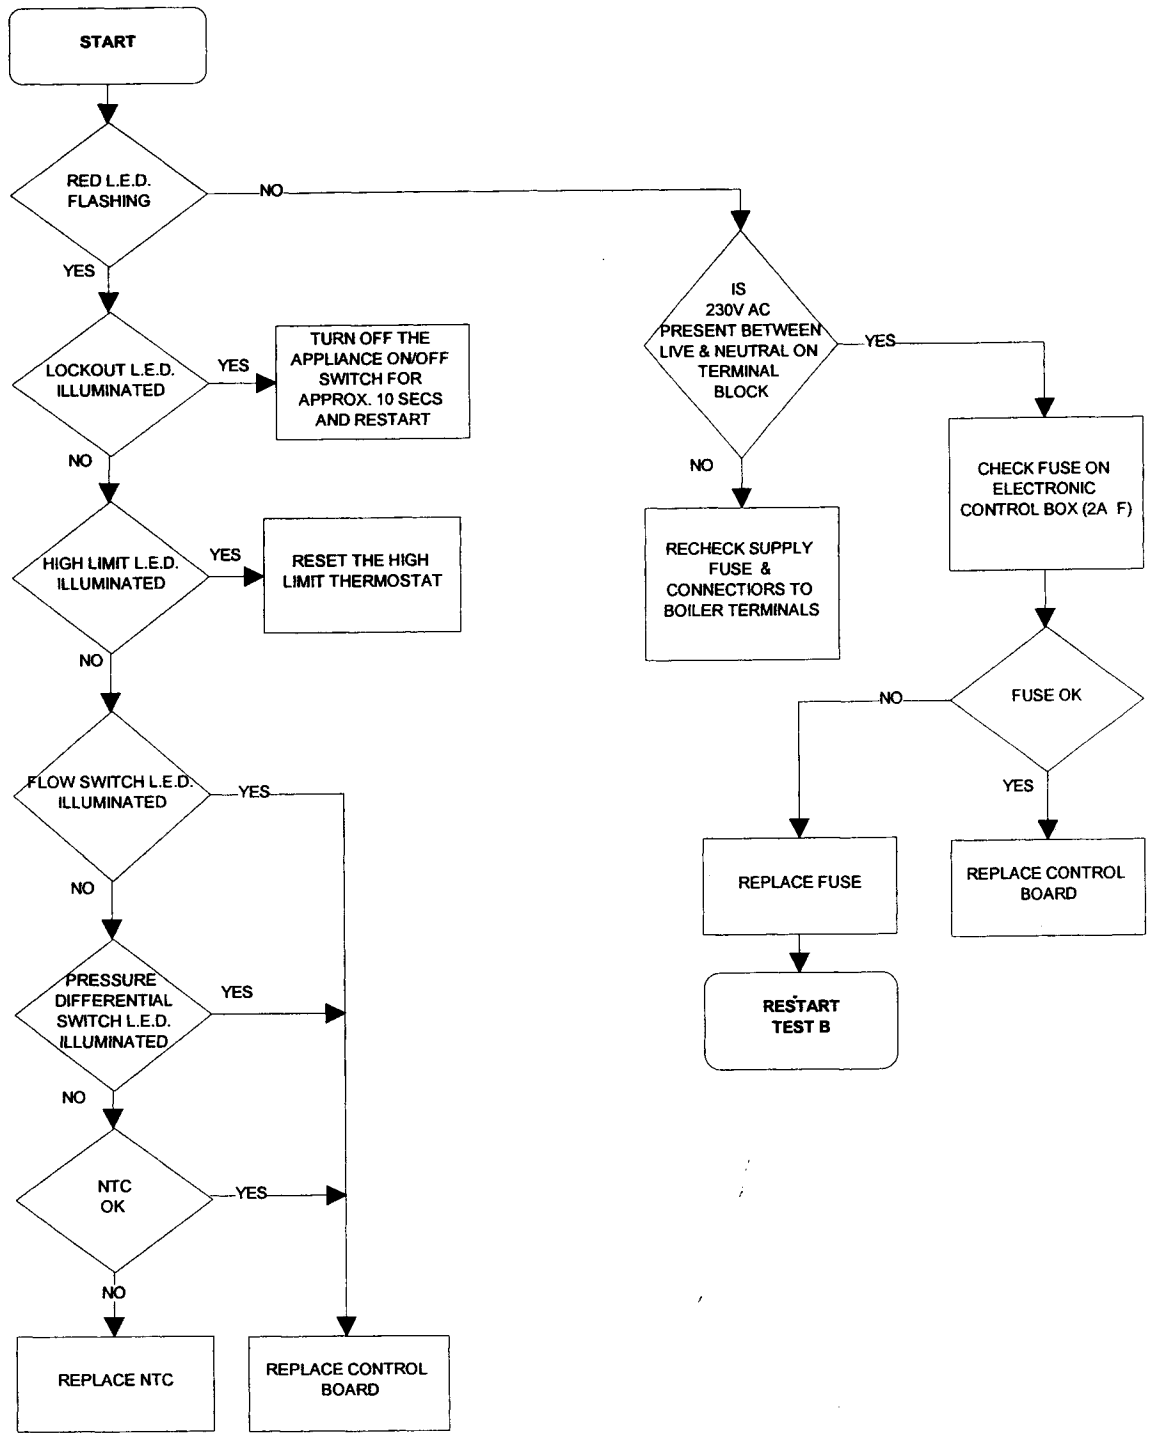 START
RED L.E.D.
FLASHING
NO
YES
LOCKOUT L.E.D.
ILLUMINATED
YES
TURN OFF THE
APPLIANCE ON/OFF
SWITCH FOR
APPROX. 10 SECS
AND RESTART
NO
HIGH LIMIT L.E.D.
ILLUMINATED
YES
RESET THE HIGH
LIMIT THERMOSTAT
NO
FLOW SWITCH L.E.D.
ILLUMINATED
YES
NO
PRESSURE
DIFFERENTIAL
SWITCH L.E.D.
ILLUMINATED
YES
NO
NTC
OK
YES
NO
REPLACE NTC
REPLACE CONTROL
BOARD
IS
230V AC
PRESENT BETWEEN
LIVE & NEUTRAL ON
TERMINAL
BLOCK
YES
NO
RECHECK SUPPLY
FUSE &
CONNECTIORS TO
BOILER TERMINALS
CHECK FUSE ON
ELECTRONIC
CONTROL BOX (2A F)
FUSE OK
NO
YES
REPLACE FUSE
REPLACE CONTROL
BOARD
RESTART
TEST B